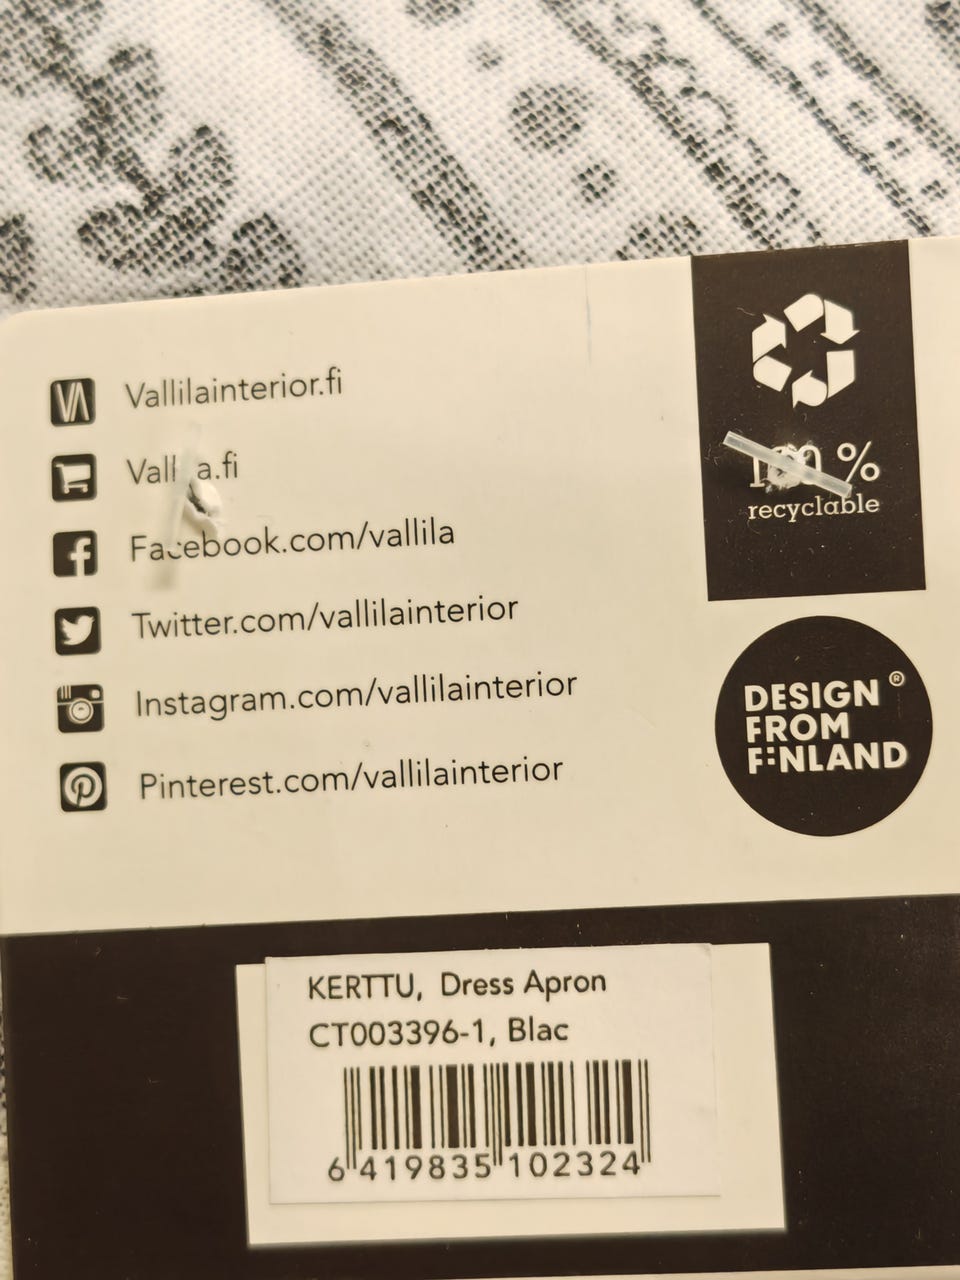 Vallilainterior.fi
Facebook.com/vallila
Twitter.com/vallilainterior
Instagram.com/vallilainterior
Pinterest.com/vallilainterior
100 %
recyclable
DESIGN ®
FROM
FINLAND
KERTTU, Dress Apron
CT003396-1, Blac
6 419835 102324